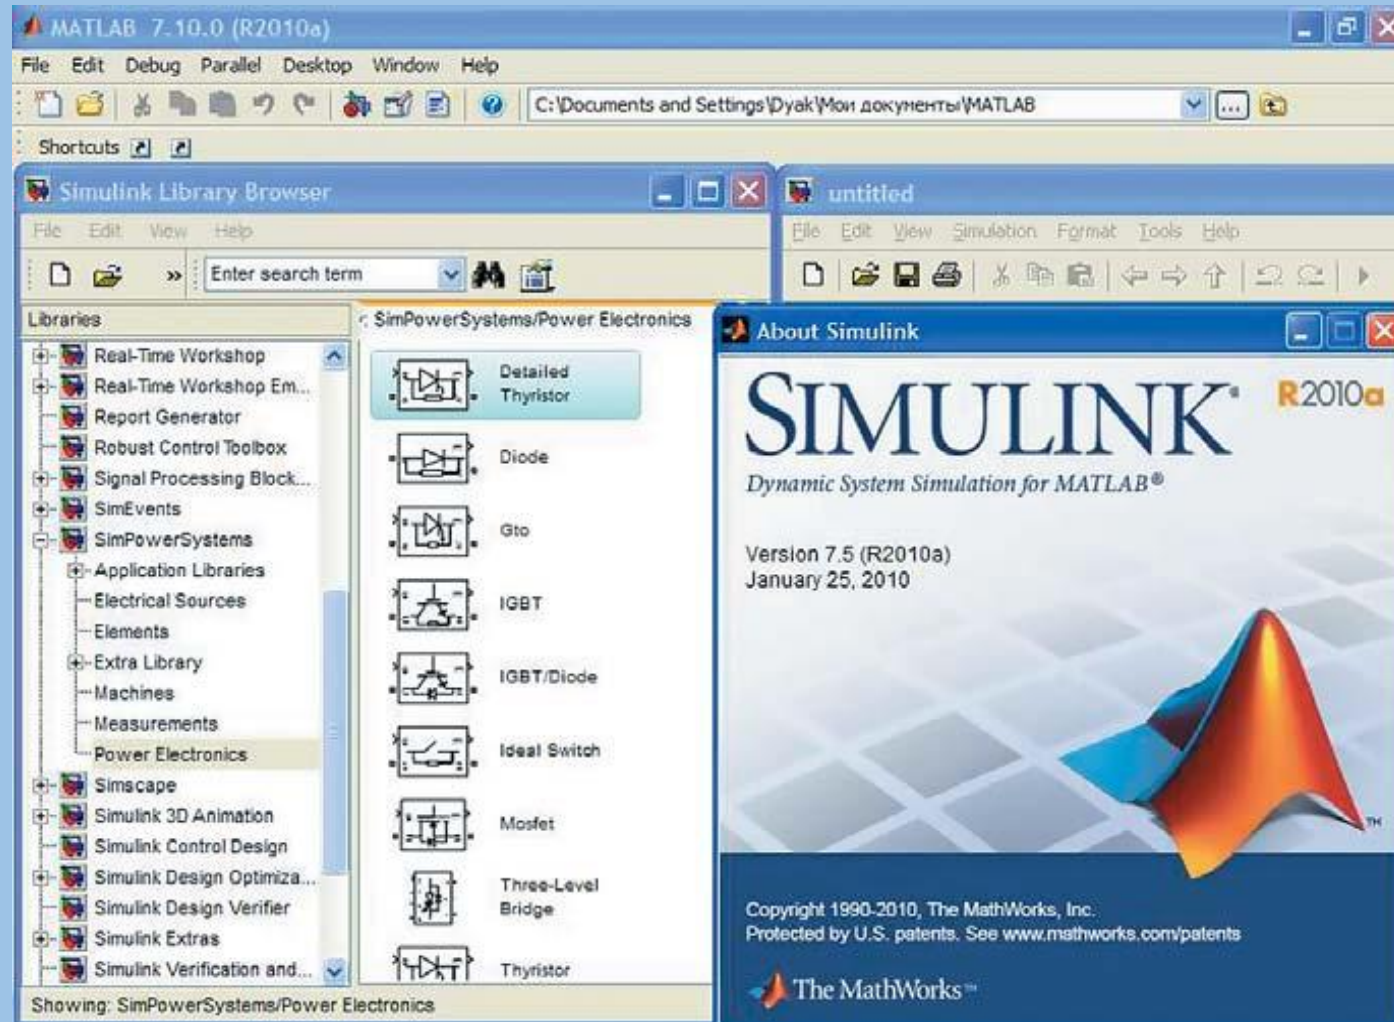 MATLAB 7.10.0 (R2010a)
File Edit Debug Parallel Desktop Window Help
C:\Documents and Settings\Dyak\Мои документы\MATLAB
Shortcuts
Simulink Library Browser
File Edit View Help
Enter search term
Libraries
Real-Time Workshop
Real-Time Workshop Em...
Report Generator
Robust Control Toolbox
Signal Processing Block...
SimEvents
SimPowerSystems
Application Libraries
Electrical Sources
Elements
Extra Library
Machines
Measurements
Power Electronics
Simscape
Simulink 3D Animation
Simulink Control Design
Simulink Design Optimiza...
Simulink Design Verifier
Simulink Extras
Simulink Verification and...
SimPowerSystems/Power Electronics
Detailed
Thyristor
Diode
Gto
IGBT
IGBT/Diode
Ideal Switch
Mosfet
Three-Level
Bridge
Thyristor
Showing: SimPowerSystems/Power Electronics
untitled
File Edit View Simulation Format Tools Help
About Simulink
SIMULINK® R2010a
Dynamic System Simulation for MATLAB®
Version 7.5 (R2010a)
January 25, 2010
TM
Copyright 1990-2010, The MathWorks, Inc.
Protected by U.S. patents. See www.mathworks.com/patents
The MathWorks™